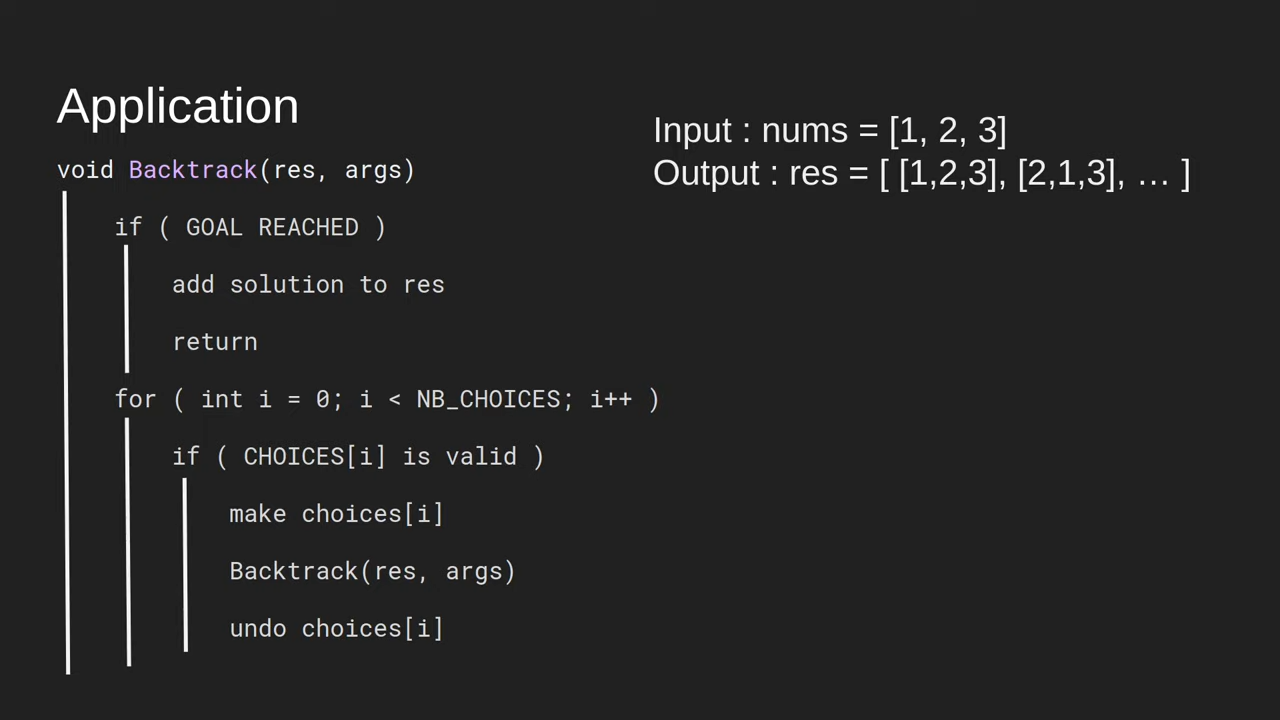 Application
void Backtrack(res, args)
if ( GOAL REACHED )
add solution to res
return
for ( int i = 0; i < NB_CHOICES; i++ )
if ( CHOICES[i] is valid )
make choices[i]
Backtrack(res, args)
undo choices[i]
Input : nums = [1, 2, 3]
Output : res = [ [1,2,3], [2,1,3], … ]